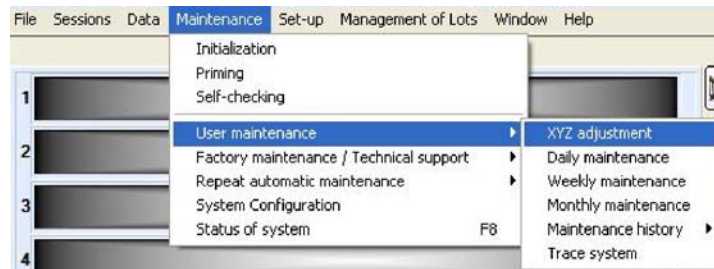 File Sessions Data Maintenance Set-up Management of Lots Window Help
Initialization
Priming
Self-checking
User maintenance
Factory maintenance / Technical support
Repeat automatic maintenance
System Configuration
Status of system F8
XYZ adjustment
Daily maintenance
Weekly maintenance
Monthly maintenance
Maintenance history
Trace system
1
2
3
4